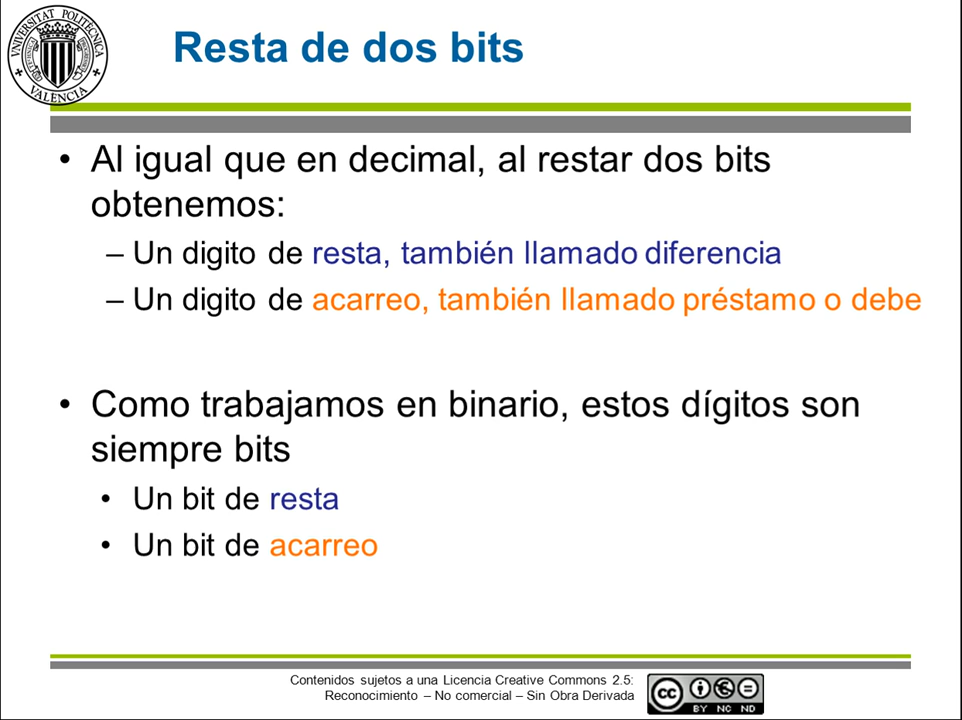 UNIVERSITAT POLITÈCNICA
VALENCIA
Resta de dos bits
• Al igual que en decimal, al restar dos bits
obtenemos:
– Un digito de resta, también llamado diferencia
– Un digito de acarreo, también llamado préstamo o debe
• Como trabajamos en binario, estos dígitos son
siempre bits
• Un bit de resta
• Un bit de acarreo
Contenidos sujetos a una Licencia Creative Commons 2.5:
Reconocimiento – No comercial – Sin Obra Derivada
cc
BY NC ND